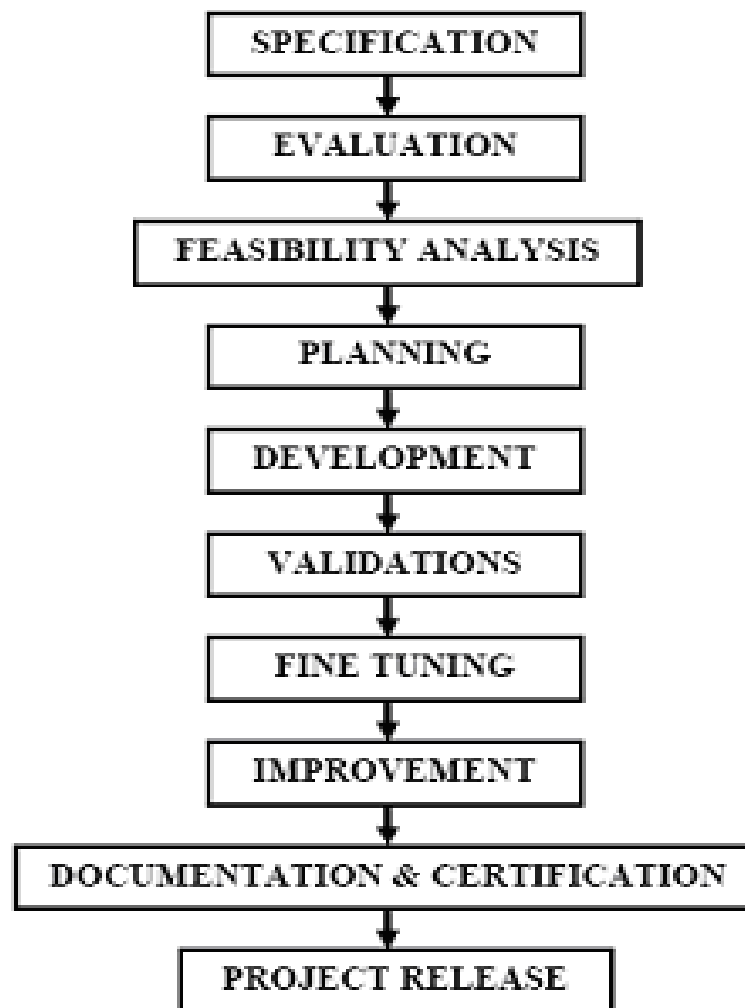 SPECIFICATION
EVALUATION
FEASIBILITY ANALYSIS
PLANNING
DEVELOPMENT
VALIDATIONS
FINE TUNING
IMPROVEMENT
DOCUMENTATION & CERTIFICATION
PROJECT RELEASE